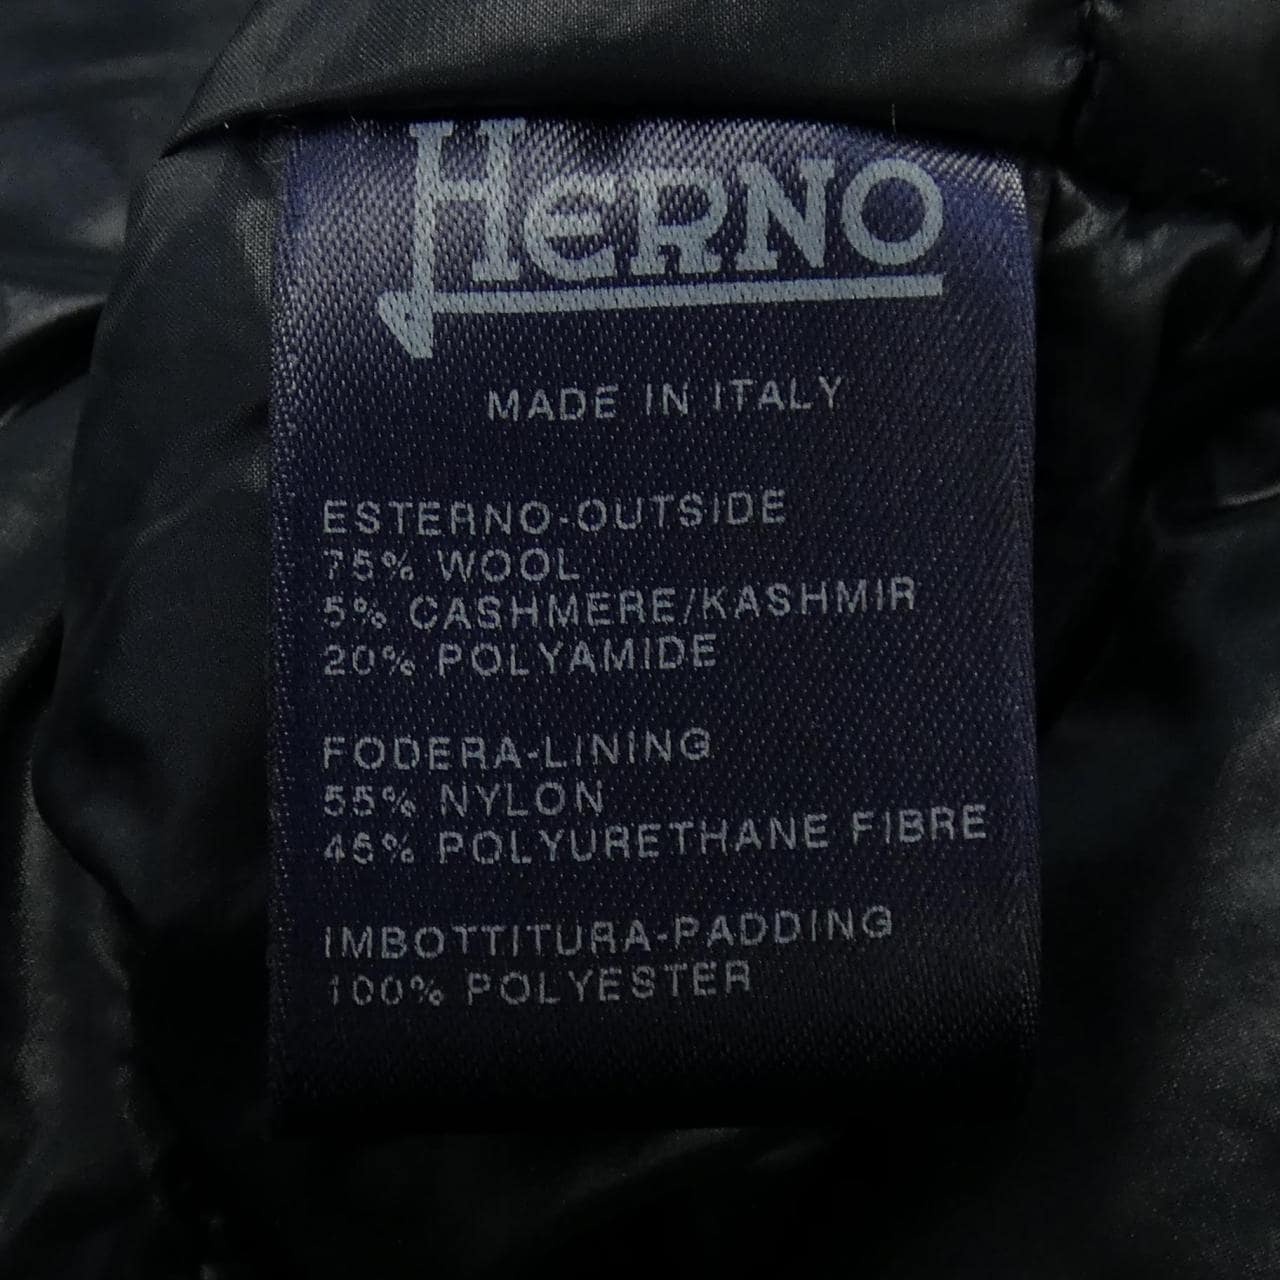 HERNO
MADE IN ITALY
ESTERNO-OUTSIDE
75% WOOL
5% CASHMERE/KASHMIR
20% POLYAMIDE
FODERA-LINING
55% NYLON
45% POLYURETHANE FIBRE
IMBOTTITURA-PADDING
100% POLYESTER